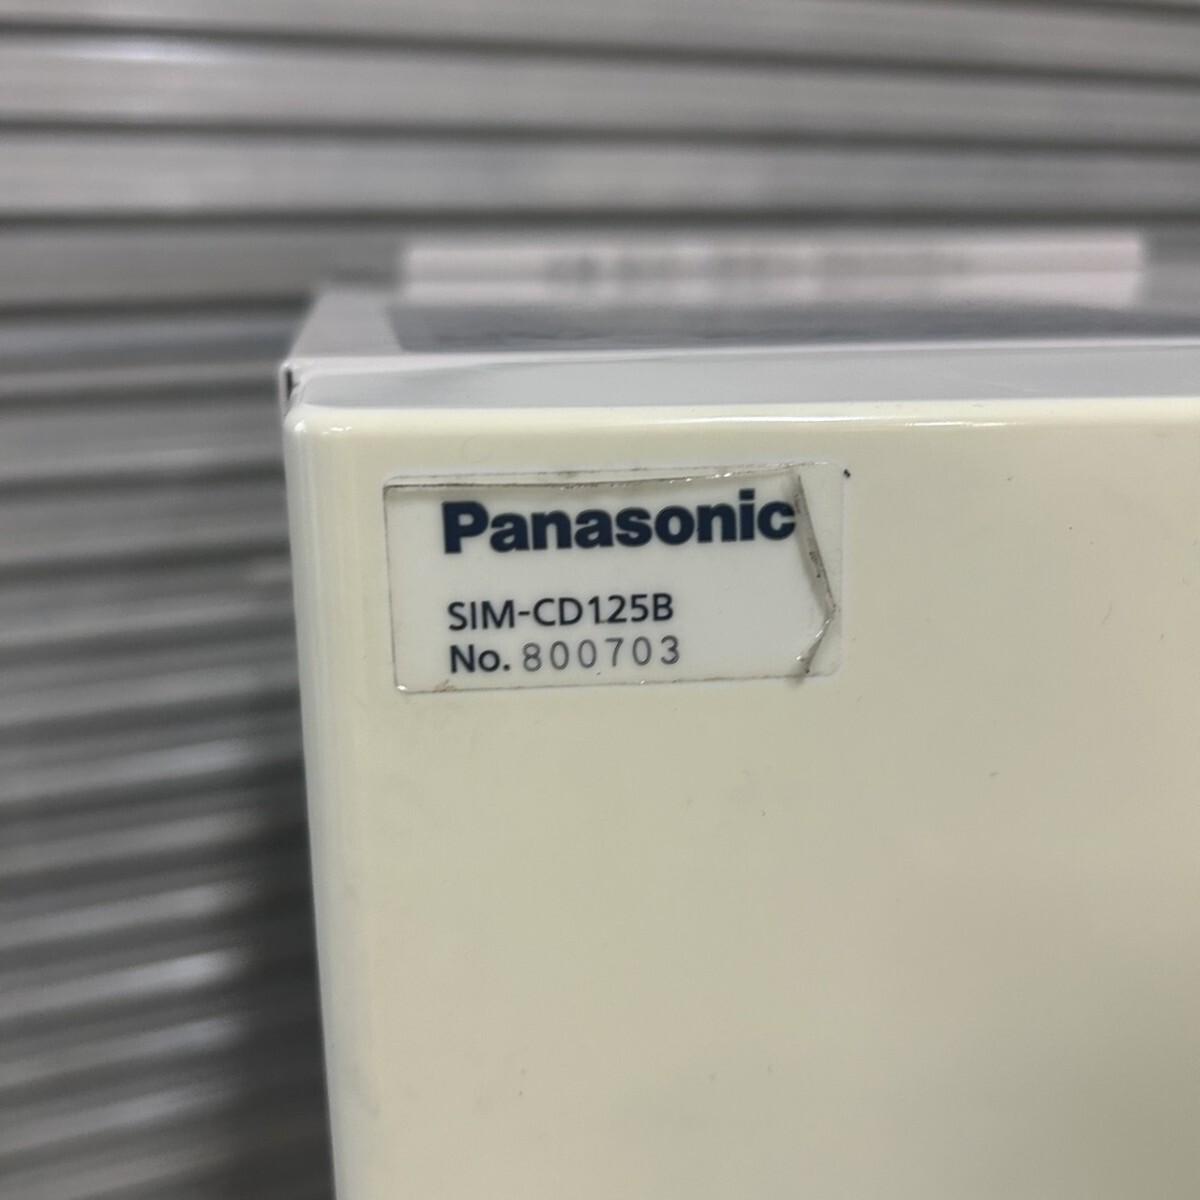 Panasonic
SIM-CD125B
No. 800703